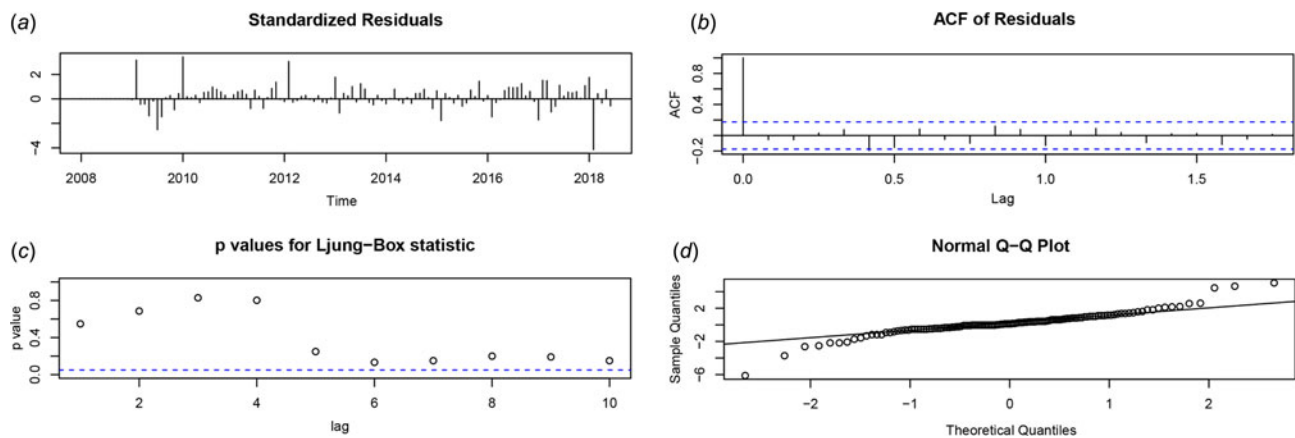 (a)
Standardized Residuals
2
0
−4
2008 2010 2012 2014 2016 2018
Time
(b)
ACF of Residuals
ACF
0.8
0.4
−0.2
0.0 0.5 1.0 1.5
Lag
(c)
p values for Ljung−Box statistic
p value
0.8
0.4
0.0
2 4 6 8 10
lag
(d)
Normal Q−Q Plot
Sample Quantiles
2
−2
−6
−2 −1 0 1 2
Theoretical Quantiles